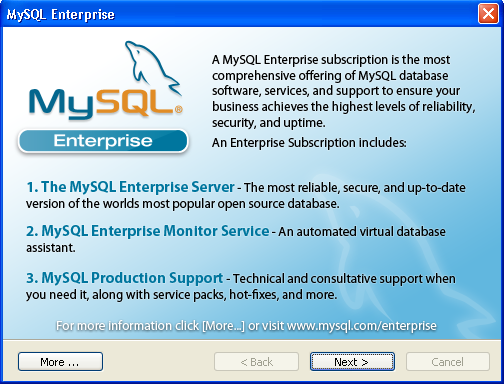 MySQL Enterprise
MySQL®
Enterprise
A MySQL Enterprise subscription is the most
comprehensive offering of MySQL database
software, services, and support to ensure your
business achieves the highest levels of reliability,
security, and uptime.
An Enterprise Subscription includes:
1. The MySQL Enterprise Server - The most reliable, secure, and up-to-date
version of the worlds most popular open source database.
2. MySQL Enterprise Monitor Service - An automated virtual database
assistant.
3. MySQL Production Support - Technical and consultative support when
you need it, along with service packs, hot-fixes, and more.
For more information click [More...] or visit www.mysql.com/enterprise
More ...
< Back
Next >
Cancel